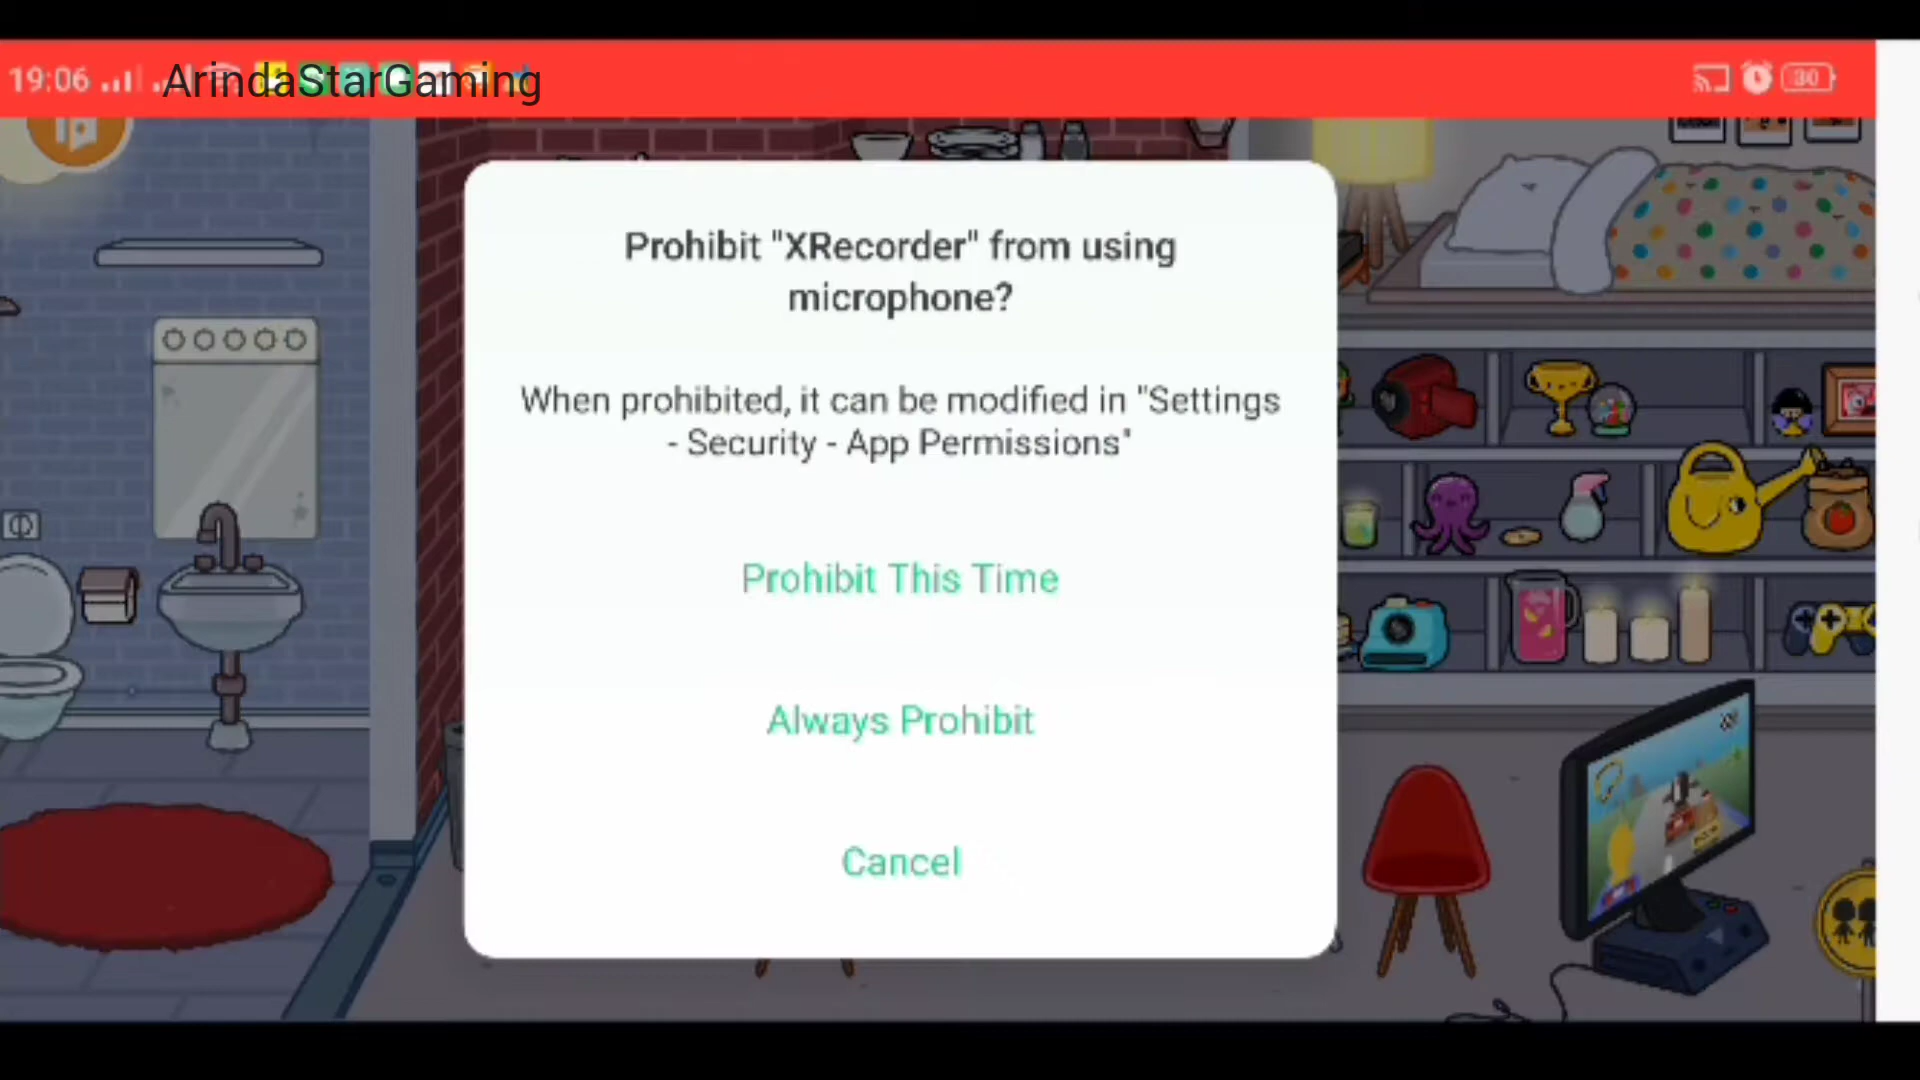 19:06
ArindaStarGaming
80
Prohibit "XRecorder" from using
microphone?
When prohibited, it can be modified in "Settings
- Security - App Permissions"
Prohibit This Time
Always Prohibit
Cancel